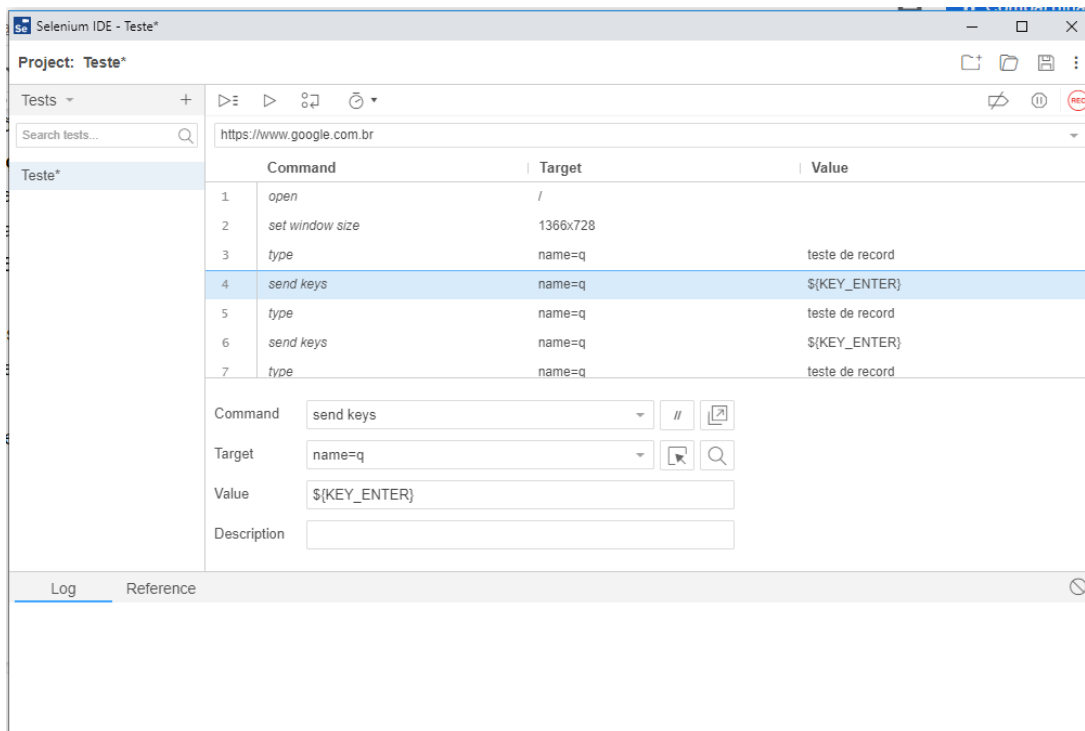 Se Selenium IDE - Teste*
Project: Teste*
Tests
Search tests...
https://www.google.com.br
Teste*
Command Target Value
1 open /
2 set window size 1366x728
3 type name=q teste de record
4 send keys name=q ${KEY_ENTER}
5 type name=q teste de record
6 send keys name=q ${KEY_ENTER}
7 type name=q teste de record
Command send keys //
Target name=q
Value ${KEY_ENTER}
Description
Log Reference
REC